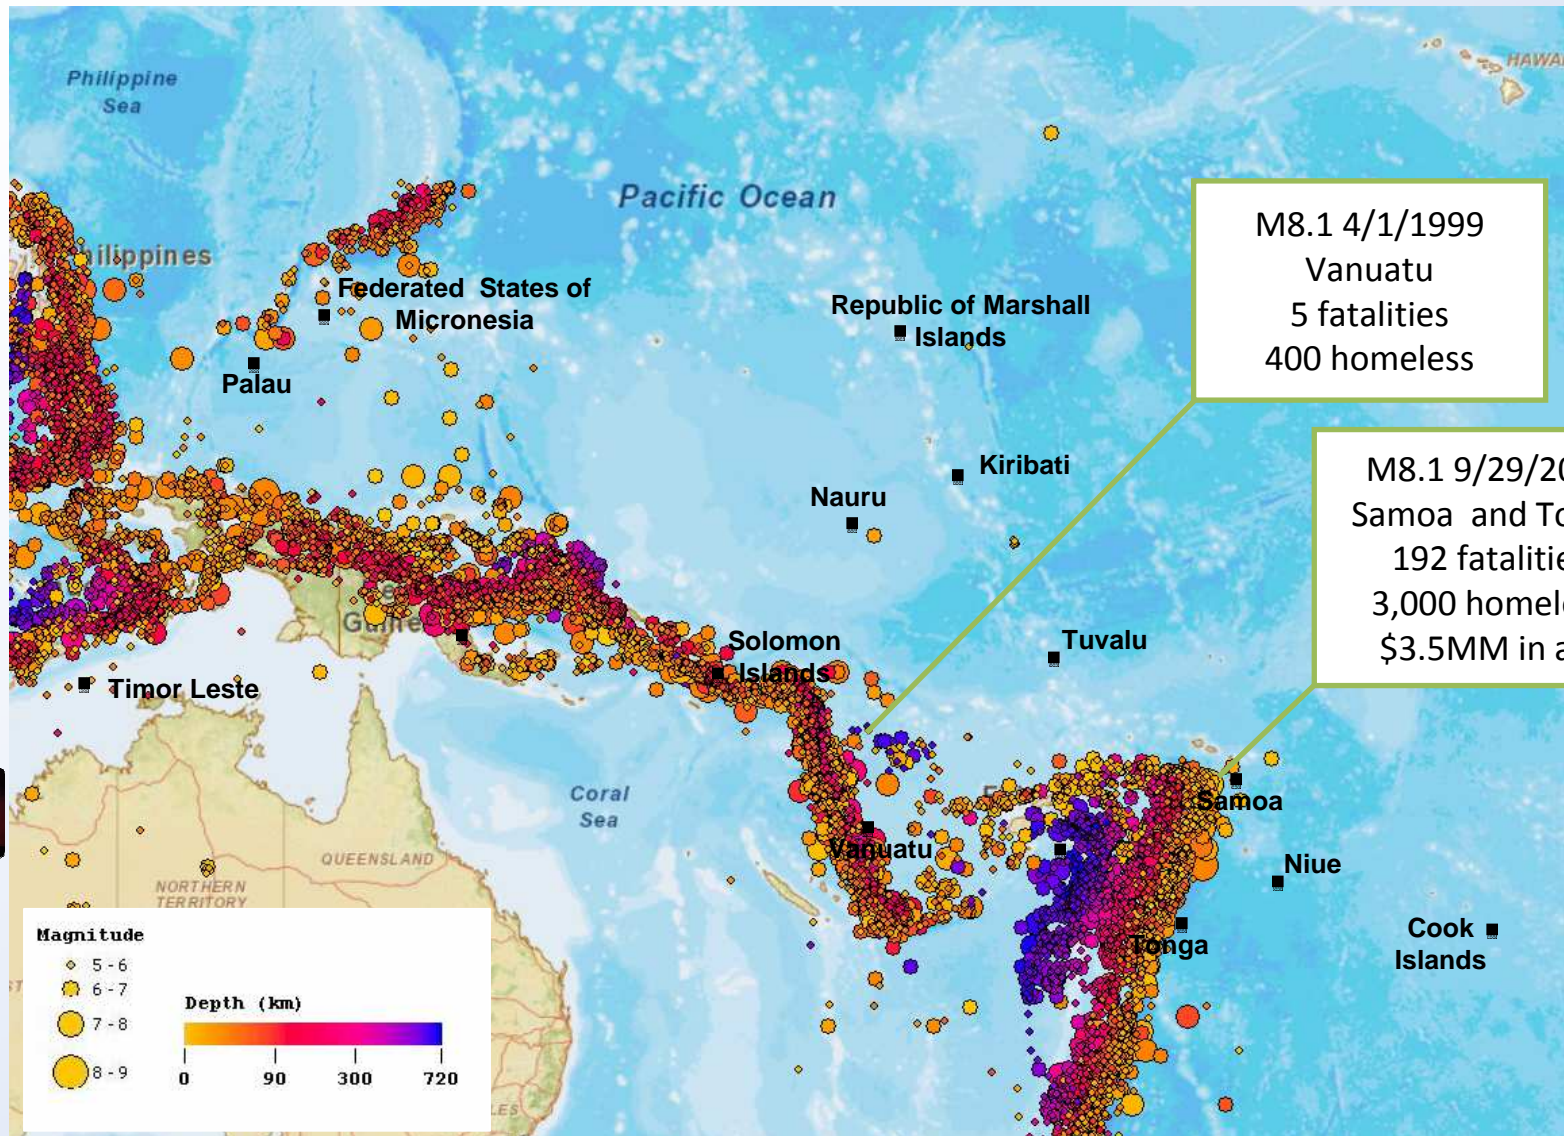 Philippine
Sea
HAWA
Pacific Ocean
M8.1 4/1/1999
Vanuatu
5 fatalities
400 homeless
ilippines
Federated States of
Micronesia
Republic of Marshall
Islands
Palau
M8.1 9/29/20
Samoa and To
192 fatalitie
3,000 homel
$3.5MM in a
Kiribati
Nauru
Guine
Solomon
Islands
Tuvalu
Timor Leste
Coral
Sea
Samoa
Vanuatu
QUEENSLAND
Niue
NORTHERN
TERRITORY
Tonga
Cook
Islands
Magnitude
5-6
6-7
7-8
8-9
Depth (km)
0 90 300 720
LES